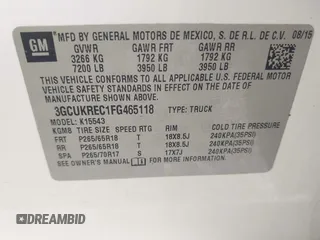 GM
MFD BY GENERAL MOTORS DE MEXICO, S DE R.L. DE C.V. 08/15
GVWR GAWR FRT GAWR RR
3266 KG 1792 KG 1792 KG
7200 LB 3950 LB 3950 LB
THIS VEHICLE CONFORMS TO ALL APPLICABLE U.S. FEDERAL MOTOR
VEHICLE SAFETY AND THEFT PREVENTION STANDARDS IN EFFECT ON
THE DATE OF MANUFACTURE SHOWN ABOVE.
3GCUKREC1FG465118 TYPE: TRUCK
MODEL: K15543
TIRE SIZE SPEED RTG RIM COLD TIRE PRESSURE
FRT P265/65R18 T 18X8.5J 240KPA(35PSI)
RR P265/65R18 T 18X8.5J 240KPA(35PSI)
SPA P265/70R17 S 17X7J 240KPA(35PSI)
SEE OWNER'S MANUAL
DREAMBID